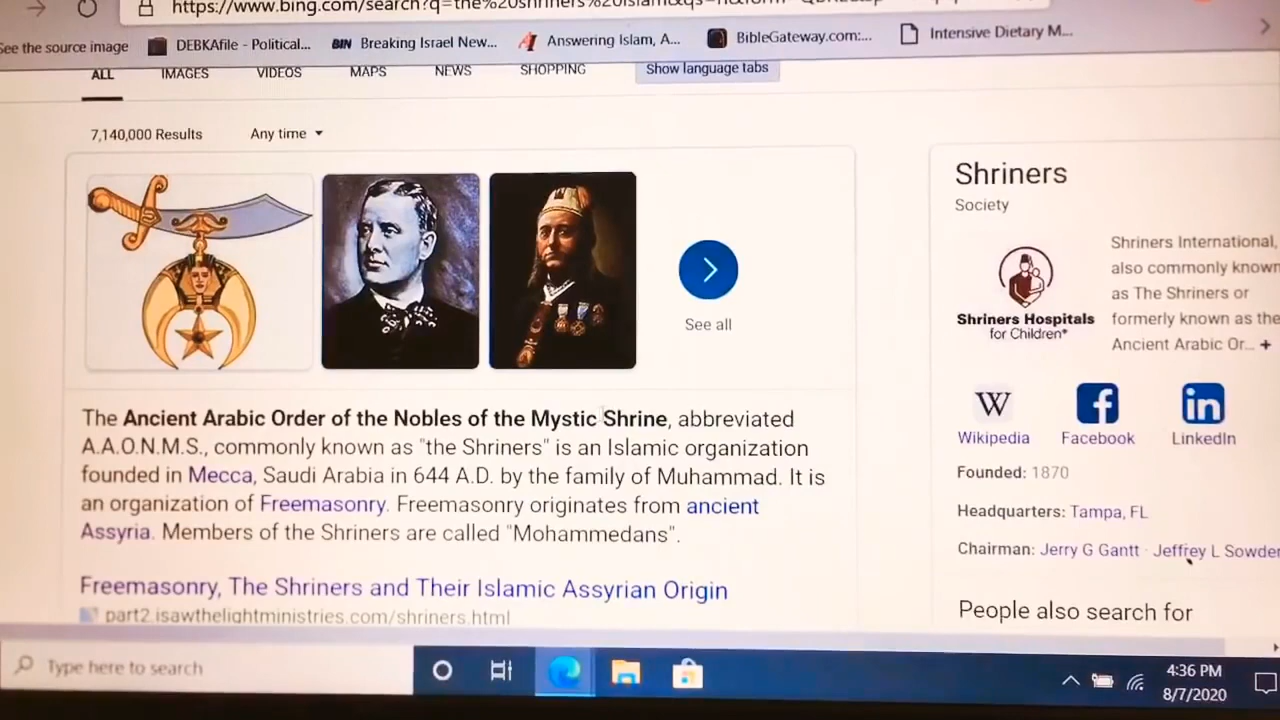 https://www.bing.com/search?q=the%20shriners%20islam
See the source image
DEBKAfile - Political...
BIN Breaking Israel New...
Answering Islam, A...
BibleGateway.com:...
Intensive Dietary M...
ALL IMAGES VIDEOS MAPS NEWS SHOPPING Show language tabs
7,140,000 Results Any time
See all
The Ancient Arabic Order of the Nobles of the Mystic Shrine, abbreviated
A.A.O.N.M.S., commonly known as "the Shriners" is an Islamic organization
founded in Mecca, Saudi Arabia in 644 A.D. by the family of Muhammad. It is
an organization of Freemasonry. Freemasonry originates from ancient
Assyria. Members of the Shriners are called "Mohammedans".
Freemasonry, The Shriners and Their Islamic Assyrian Origin
part2.isawthelightministries.com/shriners.html
Shriners
Society
Shriners Hospitals
for Children®
Shriners International,
also commonly known
as The Shriners or
formerly known as the
Ancient Arabic Or... +
W
Wikipedia Facebook LinkedIn
Founded: 1870
Headquarters: Tampa, FL
Chairman: Jerry G Gantt · Jeffrey L Sowder
People also search for
Type here to search
4:36 PM
8/7/2020